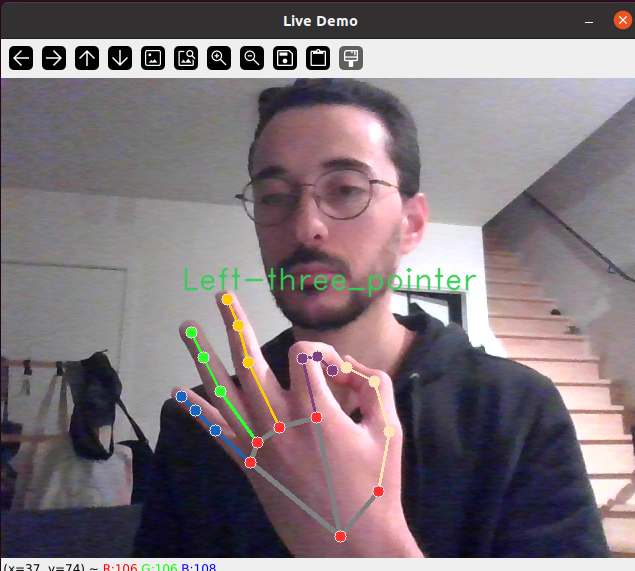 Live Demo
Left-three_pointer
(x=37, y=74) ~ R:106 G:106 B:108